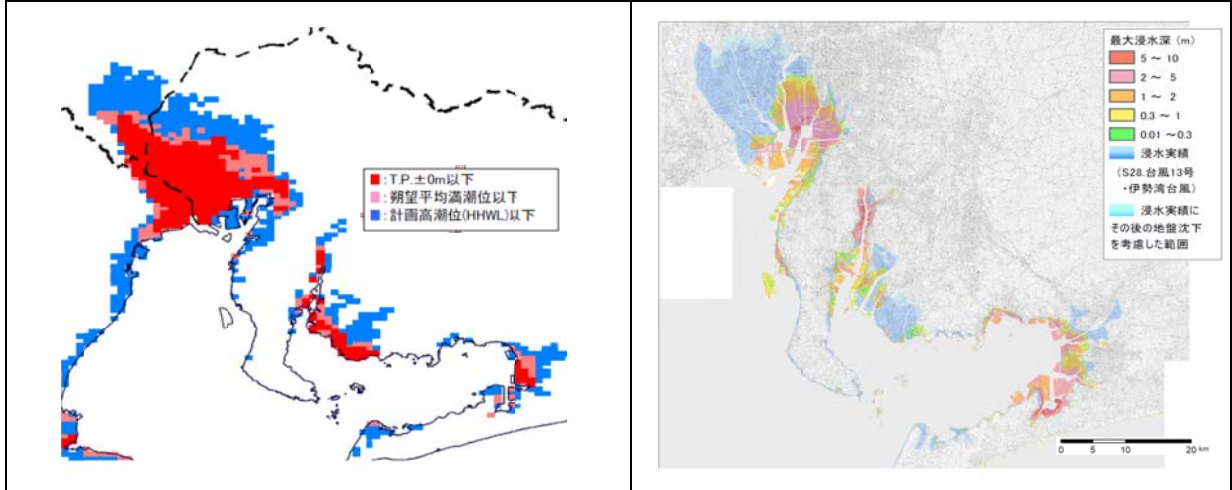 ■：T.P.±0m以下
■：朔望平均満潮位以下
■：計画高潮位(HHWL)以下
最大浸水深（m）
5 ～ 10
2 ～ 5
1 ～ 2
0.3 ～ 1
0.01 ～0.3
浸水実績
（S28.台風13号
・伊勢湾台風）
浸水実績に
その後の地盤沈下
を考慮した範囲
0 5 10 20 km